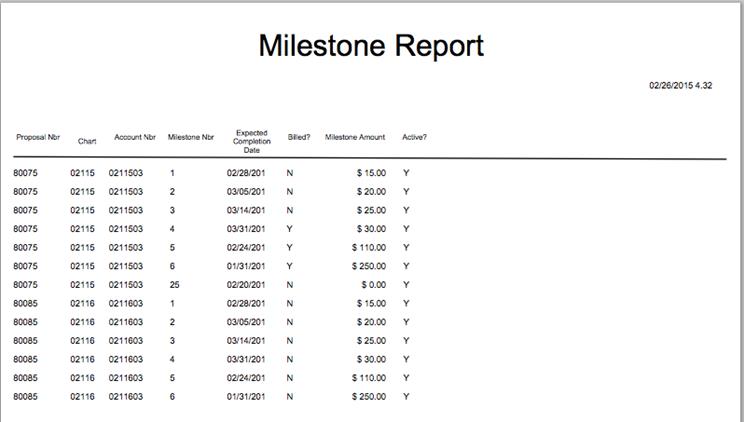 Milestone Report
02/26/2015 4.32
Proposal Nbr Chart Account Nbr Milestone Nbr Expected Completion Date Billed? Milestone Amount Active?
80075 02115 0211503 1 02/28/201 N $ 15.00 Y
80075 02115 0211503 2 03/05/201 N $ 20.00 Y
80075 02115 0211503 3 03/14/201 N $ 25.00 Y
80075 02115 0211503 4 03/31/201 Y $ 30.00 Y
80075 02115 0211503 5 02/24/201 Y $ 110.00 Y
80075 02115 0211503 6 01/31/201 Y $ 250.00 Y
80075 02115 0211503 25 02/20/201 N $ 0.00 Y
80085 02116 0211603 1 02/28/201 N $ 15.00 Y
80085 02116 0211603 2 03/05/201 N $ 20.00 Y
80085 02116 0211603 3 03/14/201 N $ 25.00 Y
80085 02116 0211603 4 03/31/201 N $ 30.00 Y
80085 02116 0211603 5 02/24/201 N $ 110.00 Y
80085 02116 0211603 6 01/31/201 N $ 250.00 Y